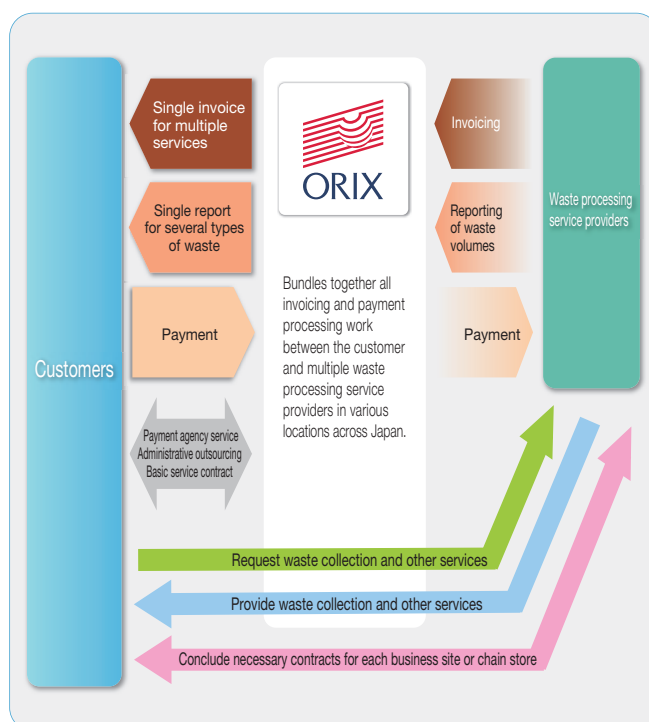 Single invoice
for multiple
services
ORIX
Invoicing
Waste processing
service providers
Single report
for several types
of waste
Reporting
of waste
volumes
Bundles together all
invoicing and payment
processing work
between the customer
and multiple waste
processing service
providers in various
locations across Japan.
Payment
Payment
Customers
Payment agency service
Administrative outsourcing
Basic service contract
Request waste collection and other services
Provide waste collection and other services
Conclude necessary contracts for each business site or chain store